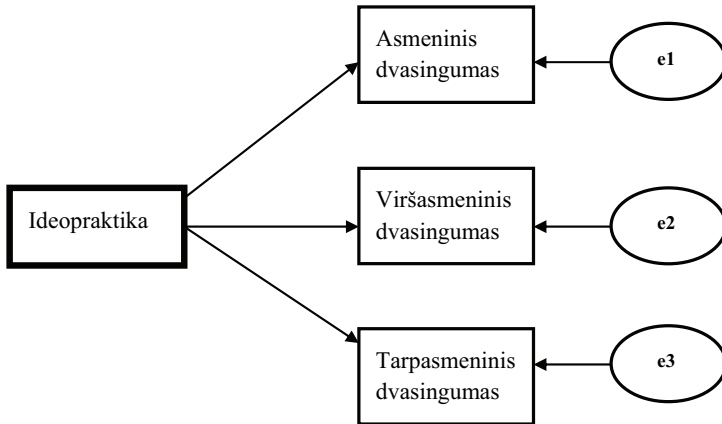 Asmeninis
dvasingumas
e1
Ideopraktika
Viršasmeninis
dvasingumas
e2
Tarpasmeninis
dvasingumas
e3